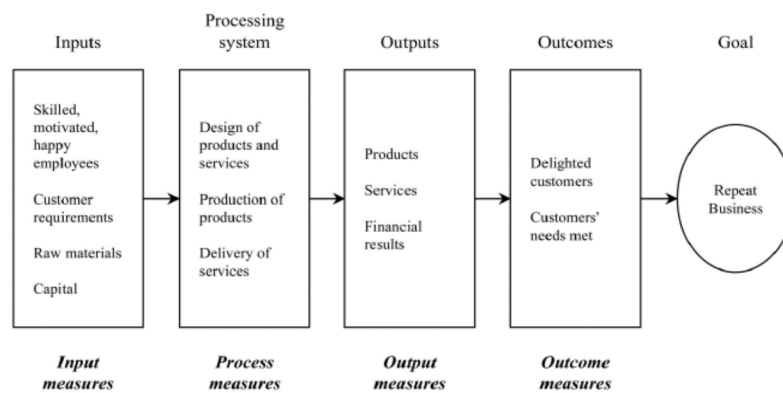 Inputs
Processing
system
Outputs
Outcomes
Goal
Skilled,
motivated,
happy
employees
Customer
requirements
Raw materials
Capital
Design of
products and
services
Production of
products
Delivery of
services
Products
Services
Financial
results
Delighted
customers
Customers’
needs met
Repeat
Business
Input
measures
Process
measures
Output
measures
Outcome
measures